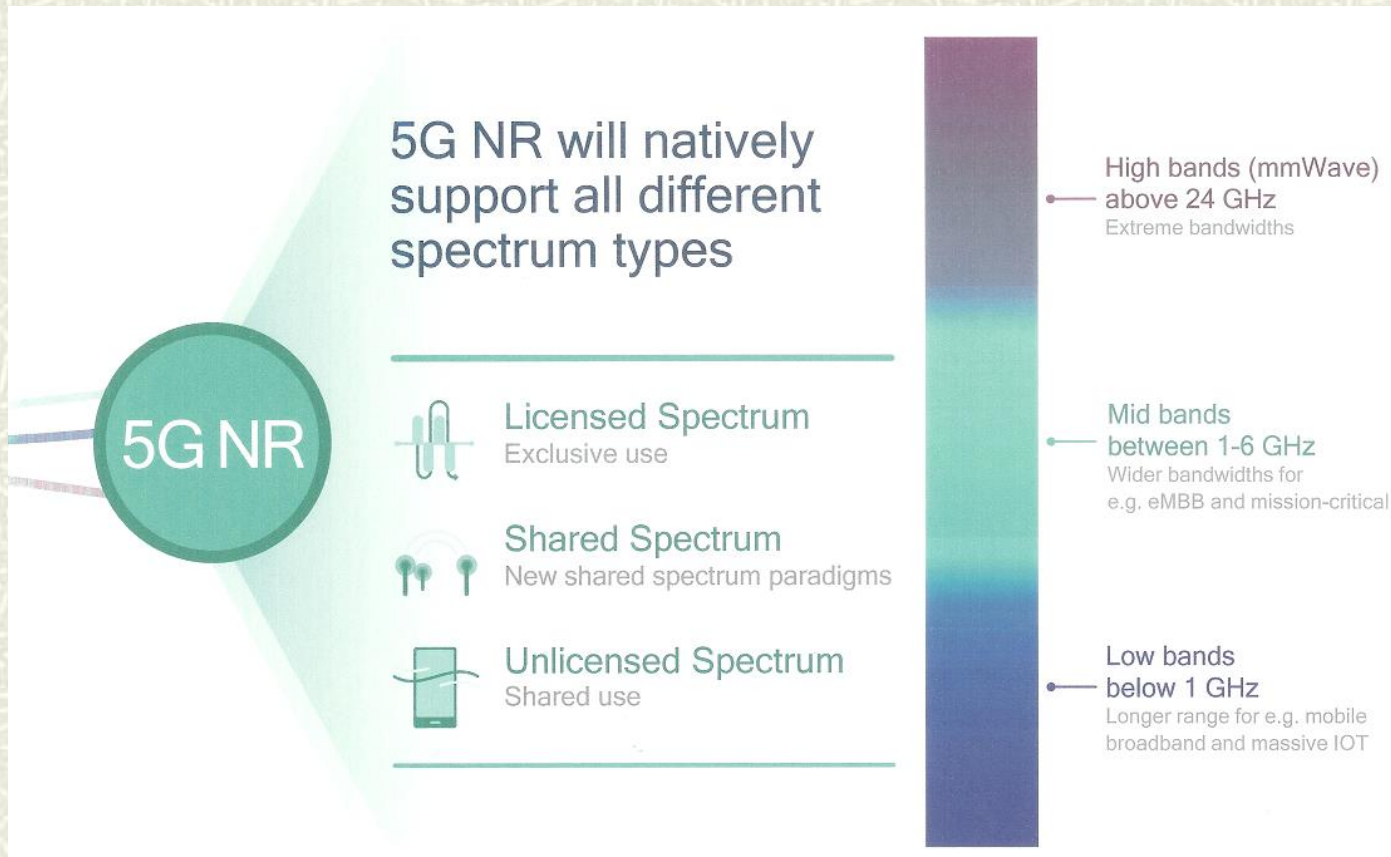 5G NR will natively
support all different
spectrum types
5G NR
Licensed Spectrum
Exclusive use
Shared Spectrum
New shared spectrum paradigms
Unlicensed Spectrum
Shared use
High bands (mmWave)
above 24 GHz
Extreme bandwidths
Mid bands
between 1-6 GHz
Wider bandwidths for
e.g. eMBB and mission-critical
Low bands
below 1 GHz
Longer range for e.g. mobile
broadband and massive IOT